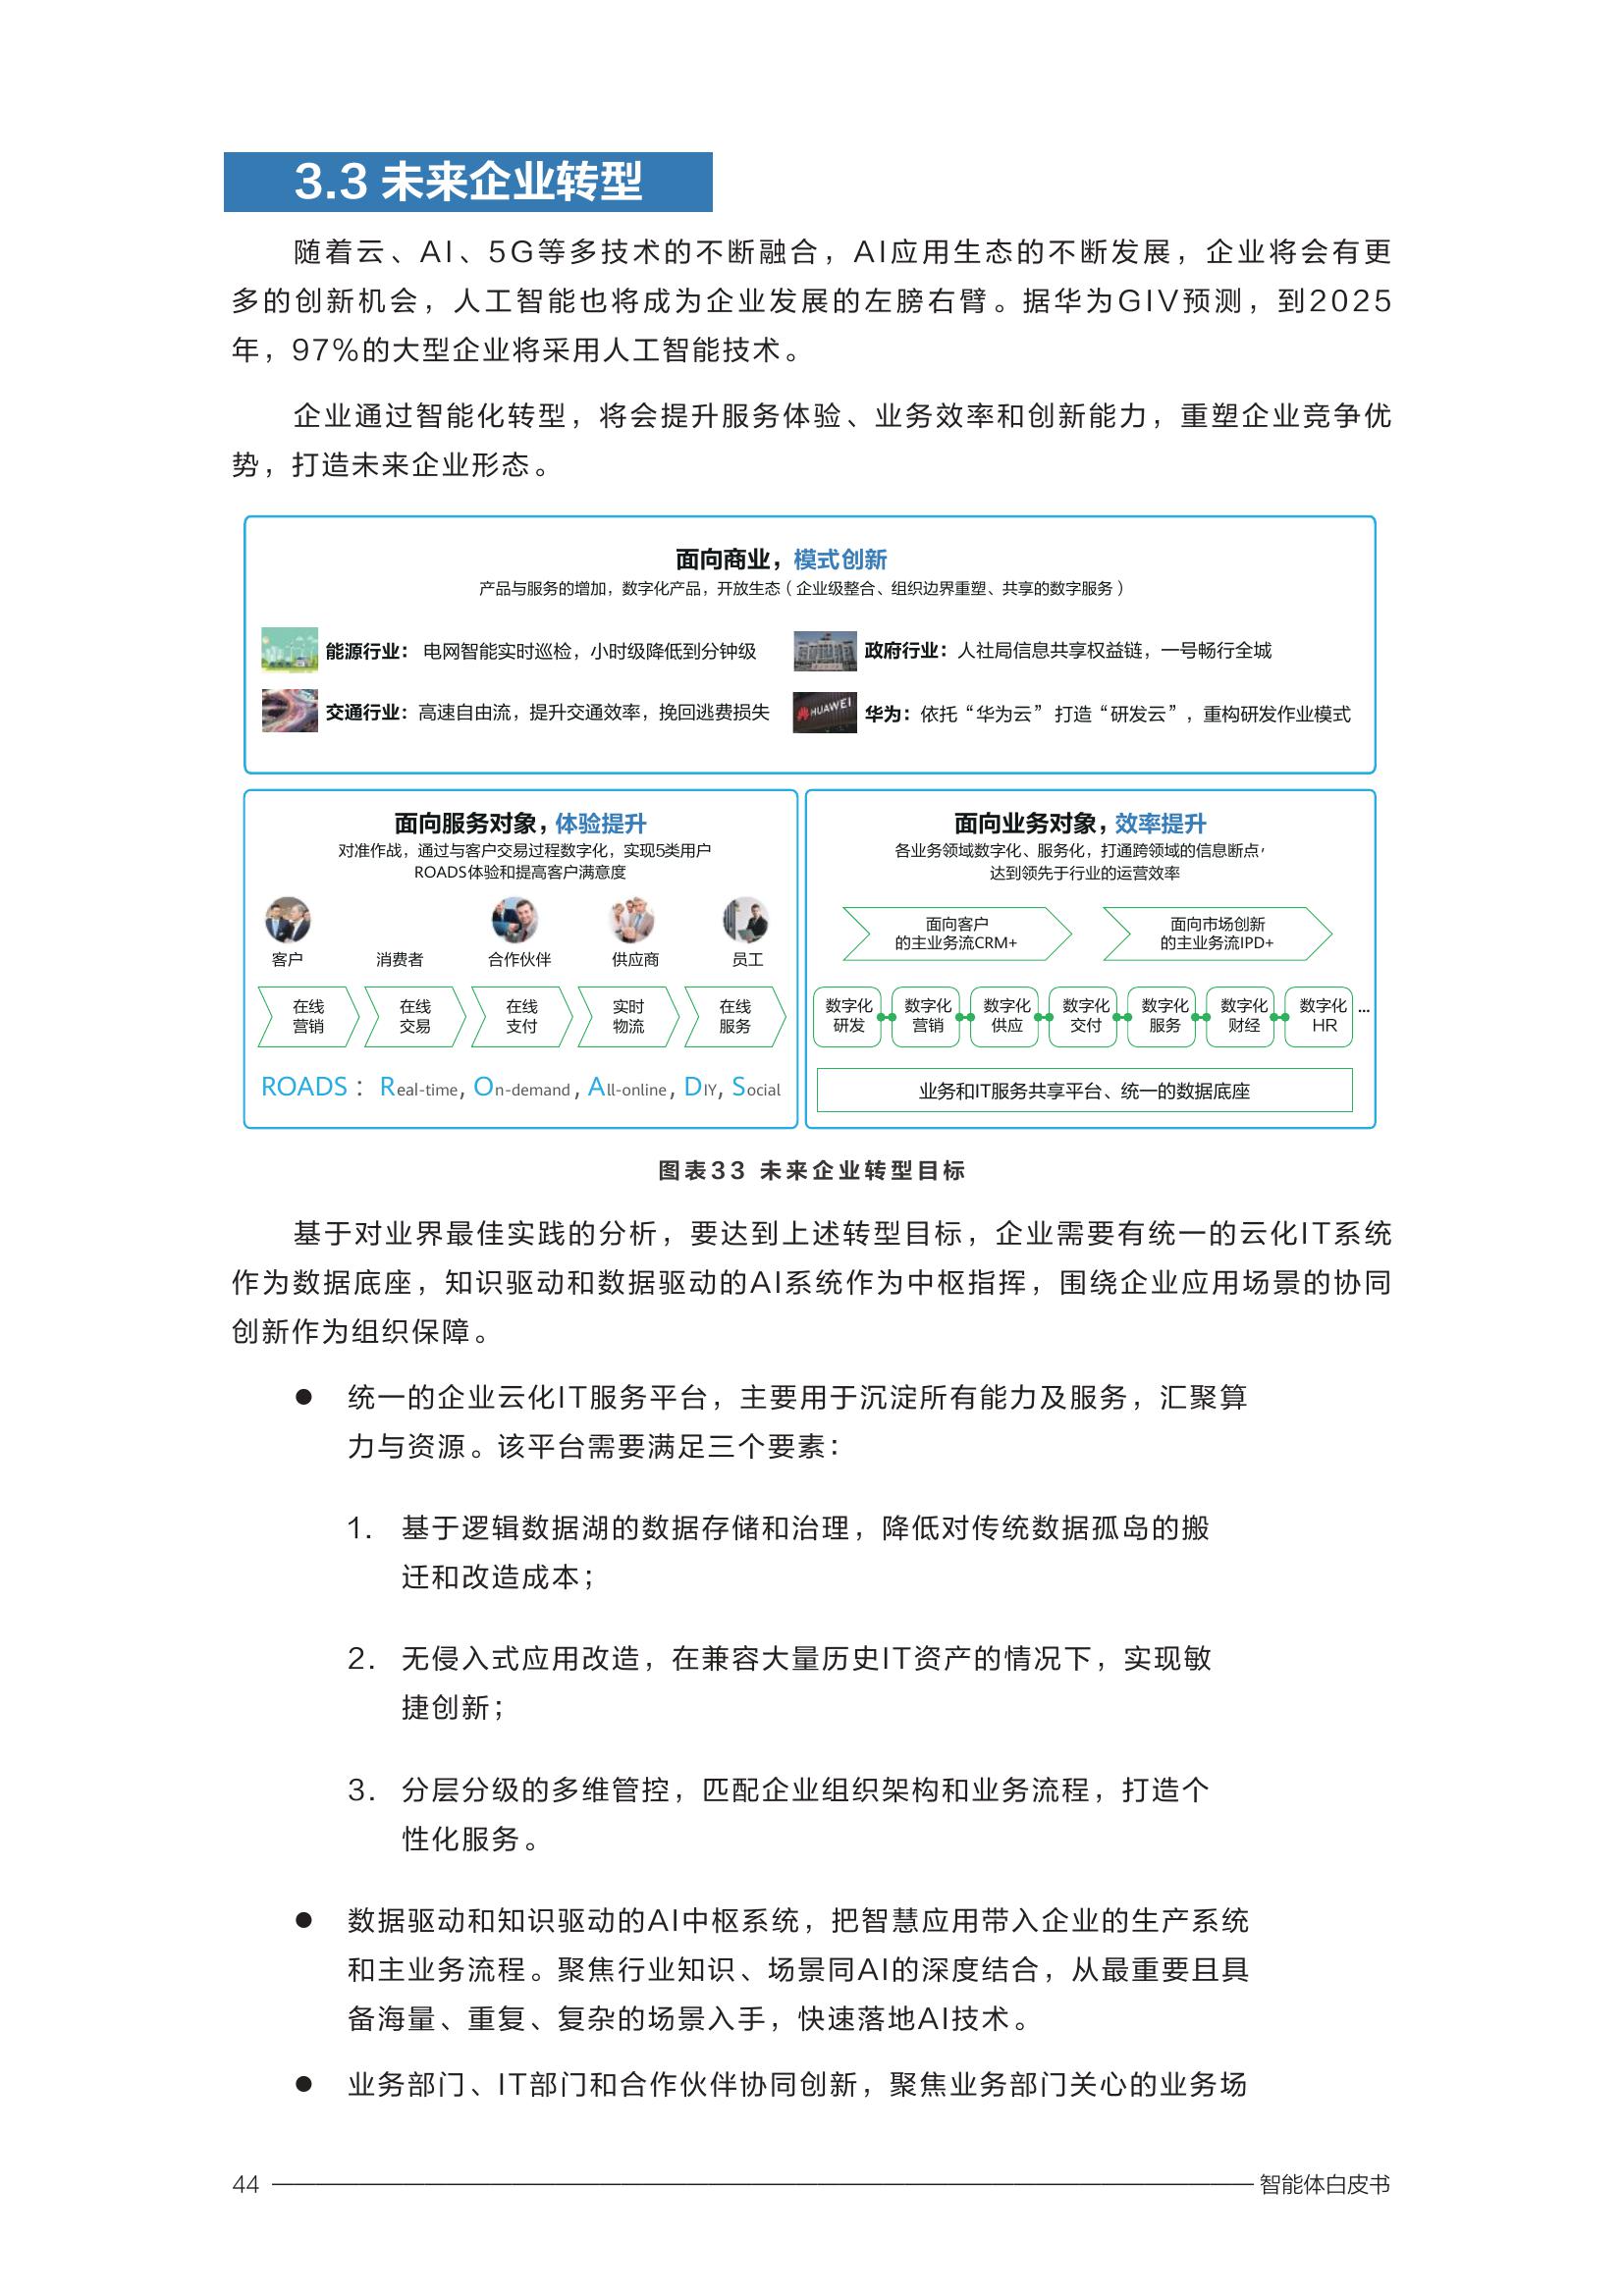 3.3 未来企业转型
随着云、AI、5G等多技术的不断融合，AI应用生态的不断发展，企业将会有更
多的创新机会，人工智能也将成为企业发展的左膀右臂。据华为GIV预测，到2025
年，97%的大型企业将采用人工智能技术。
企业通过智能化转型，将会提升服务体验、业务效率和创新能力，重塑企业竞争优
势，打造未来企业形态。
面向商业，模式创新
产品与服务的增加，数字化产品，开放生态（企业级整合、组织边界重塑、共享的数字服务）
能源行业： 电网智能实时巡检，小时级降低到分钟级
政府行业：人社局信息共享权益链，一号畅行全城
交通行业：高速自由流，提升交通效率，挽回逃费损失
HUAWEI
华为：依托“华为云”打造“研发云”，重构研发作业模式
面向服务对象，体验提升
对准作战，通过与客户交易过程数字化，实现5类用户
ROADS体验和提高客户满意度
客户 消费者 合作伙伴 供应商 员工
在线 在线 在线 实时 在线
营销 交易 支付 物流 服务
ROADS：Real-time, On-demand, All-online, DIY, Social
面向业务对象，效率提升
各业务领域数字化、服务化，打通跨领域的信息断点，
达到领先于行业的运营效率
面向客户 面向市场创新
的主业务流CRM+ 的主业务流IPD+
数字化 数字化 数字化 数字化 数字化 数字化 数字化 ...
研发 营销 供应 交付 服务 财经 HR
业务和IT服务共享平台、统一的数据底座
图表33 未来企业转型目标
基于对业界最佳实践的分析，要达到上述转型目标，企业需要有统一的云化IT系统
作为数据底座，知识驱动和数据驱动的AI系统作为中枢指挥，围绕企业应用场景的协同
创新作为组织保障。
● 统一的企业云化IT服务平台，主要用于沉淀所有能力及服务，汇聚算
力与资源。该平台需要满足三个要素：
1. 基于逻辑数据湖的数据存储和治理，降低对传统数据孤岛的搬
迁和改造成本；
2. 无侵入式应用改造，在兼容大量历史IT资产的情况下，实现敏
捷创新；
3. 分层分级的多维管控，匹配企业组织架构和业务流程，打造个
性化服务。
● 数据驱动和知识驱动的AI中枢系统，把智慧应用带入企业的生产系统
和主业务流程。聚焦行业知识、场景同AI的深度结合，从最重要且具
备海量、重复、复杂的场景入手，快速落地AI技术。
● 业务部门、IT部门和合作伙伴协同创新，聚焦业务部门关心的业务场
44 智能体白皮书